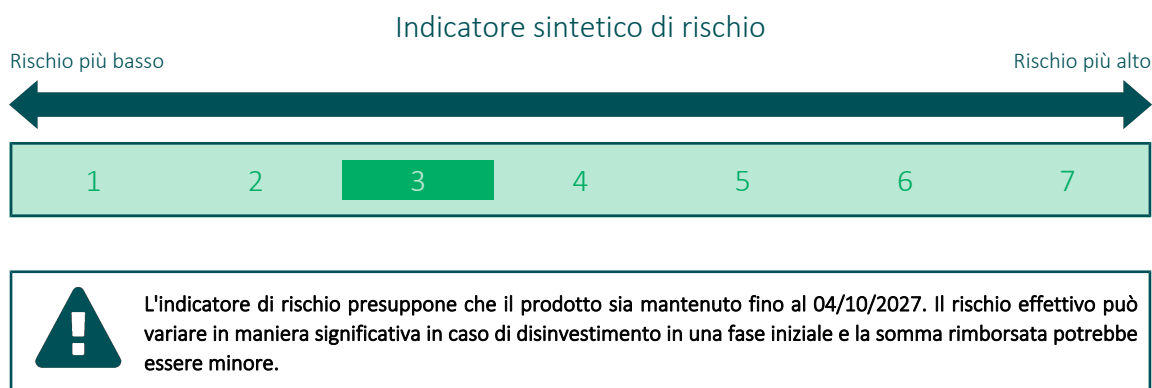 Indicatore sintetico di rischio
Rischio più basso
Rischio più alto
1 2 3 4 5 6 7
L'indicatore di rischio presuppone che il prodotto sia mantenuto fino al 04/10/2027. Il rischio effettivo può
variare in maniera significativa in caso di disinvestimento in una fase iniziale e la somma rimborsata potrebbe
essere minore.